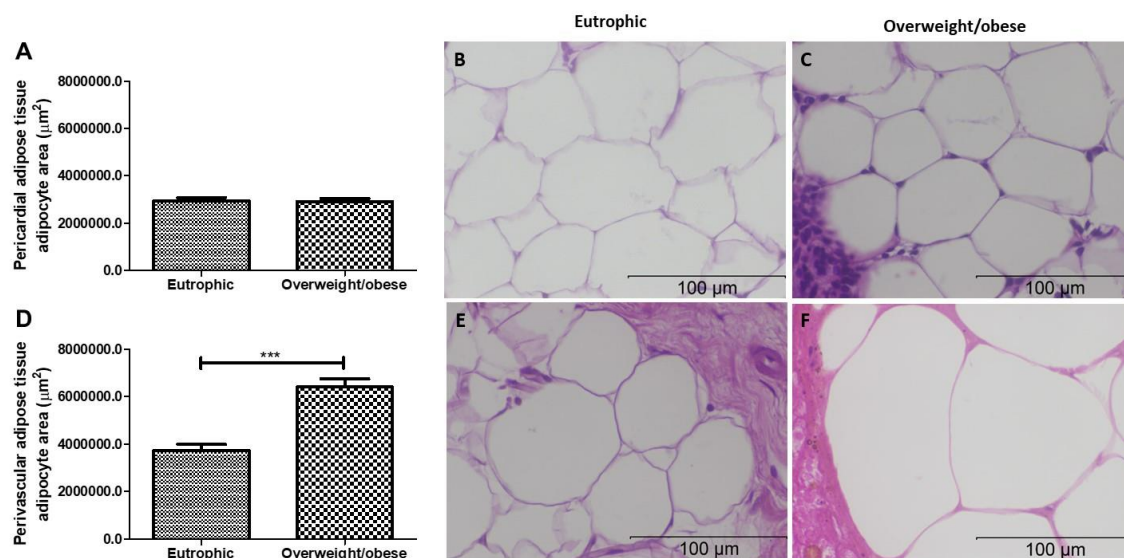 Eutrophic
Overweight/obese
A
Pericardial adipose tissue
adipocyte area (µm²)
8000000.0
6000000.0
4000000.0
2000000.0
0.0
Eutrophic
Overweight/obese
B
100 µm
C
100 µm
D
Perivascular adipose tissue
adipocyte area (µm²)
8000000.0
6000000.0
4000000.0
2000000.0
0.0
***
Eutrophic
Overweight/obese
E
100 µm
F
100 µm